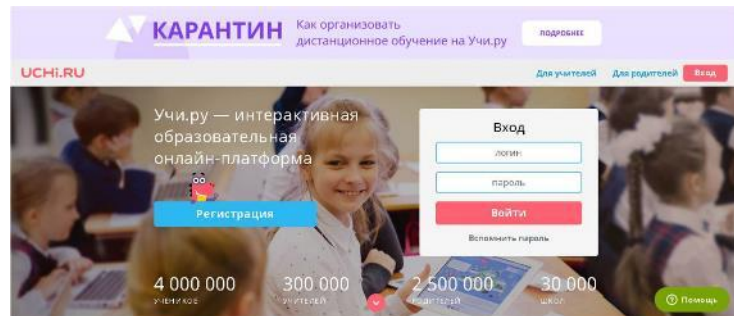 КАРАНТИН
Как организовать
дистанционное обучение на Учи.ру
ПОДРОБНЕЕ
UCHi.RU
Для учителей
Для родителей
Вход
Учи.ру — интерактивная
образовательная
онлайн-платформа
Регистрация
Вход
логин
пароль
Войти
Вспомнить пароль
4 000 000
УЧЕНИКОВ
300 000
УЧИТЕЛЕЙ
2 500 000
РОДИТЕЛЕЙ
30 000
ШКОЛ
Помощь